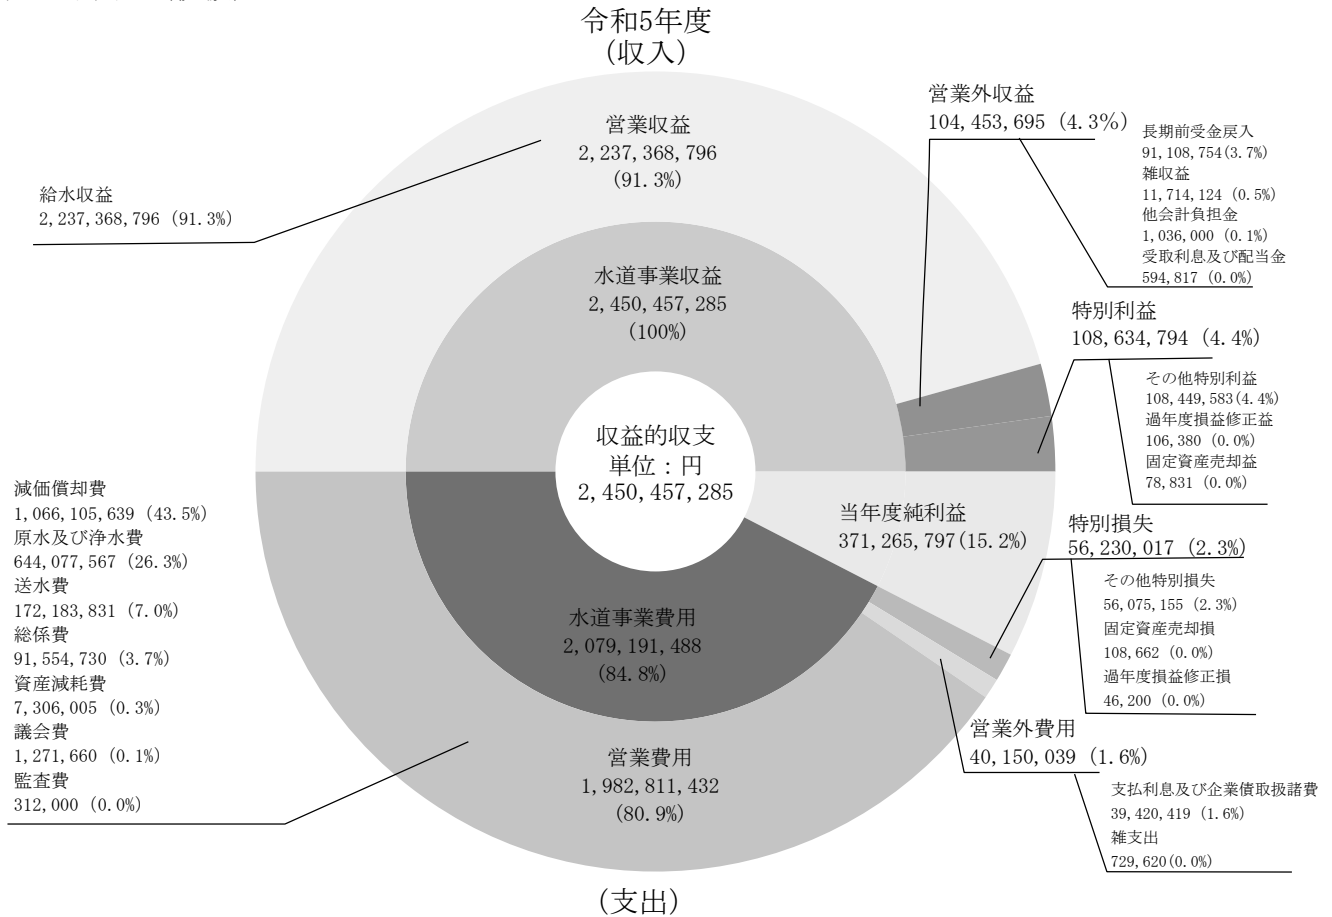 令和5年度
(収入)
営業収益
2,237,368,796
(91.3%)
給水収益
2,237,368,796 (91.3%)
水道事業収益
2,450,457,285
(100%)
営業外収益
104,453,695 (4.3%)
長期前受金戻入
91,108,754(3.7%)
雑収益
11,714,124 (0.5%)
他会計負担金
1,036,000 (0.1%)
受取利息及び配当金
594,817 (0.0%)
特別利益
108,634,794 (4.4%)
その他特別利益
108,449,583(4.4%)
過年度損益修正益
106,380 (0.0%)
固定資産売却益
78,831 (0.0%)
収益的収支
単位：円
2,450,457,285
当年度純利益
371,265,797(15.2%)
特別損失
56,230,017 (2.3%)
その他特別損失
56,075,155 (2.3%)
固定資産売却損
108,662 (0.0%)
過年度損益修正損
46,200 (0.0%)
減価償却費
1,066,105,639 (43.5%)
原水及び浄水費
644,077,567 (26.3%)
送水費
172,183,831 (7.0%)
総係費
91,554,730 (3.7%)
資産減耗費
7,306,005 (0.3%)
議会費
1,271,660 (0.1%)
監査費
312,000 (0.0%)
水道事業費用
2,079,191,488
(84.8%)
営業費用
1,982,811,432
(80.9%)
営業外費用
40,150,039 (1.6%)
支払利息及び企業債取扱諸費
39,420,419 (1.6%)
雑支出
729,620(0.0%)
(支出)